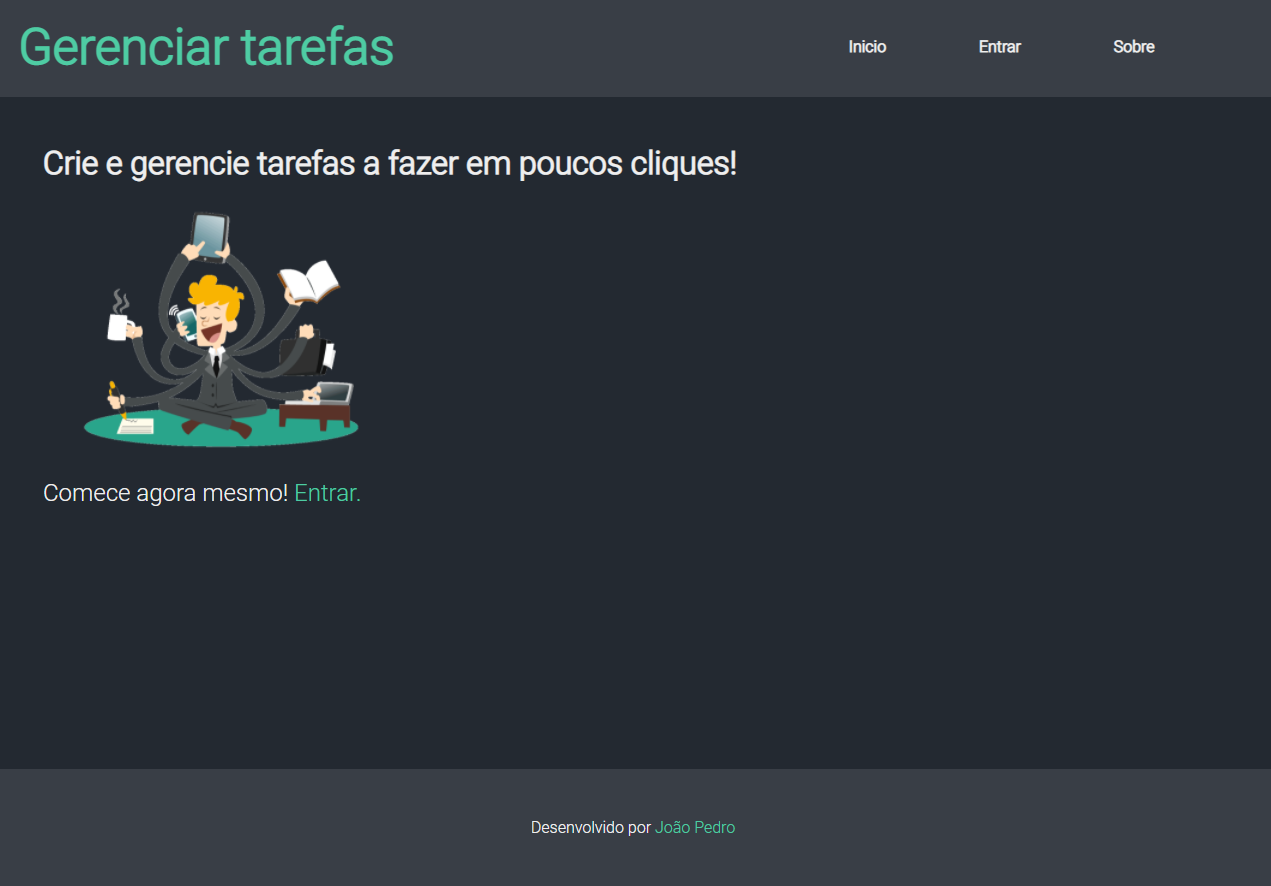 Gerenciar tarefas
Inicio Entrar Sobre
Crie e gerencie tarefas a fazer em poucos cliques!
Comece agora mesmo! Entrar.
Desenvolvido por João Pedro